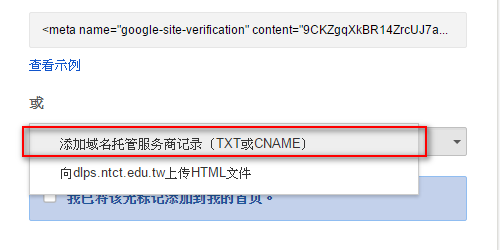 <meta name="google-site-verification" content="9CKZgqXkBR14ZrcUJ7a...
查看示例
或
添加域名托管服务商记录（TXT或CNAME）
向dlps.ntct.edu.tw上传HTML文件
我已将该元标记添加到我的首页。